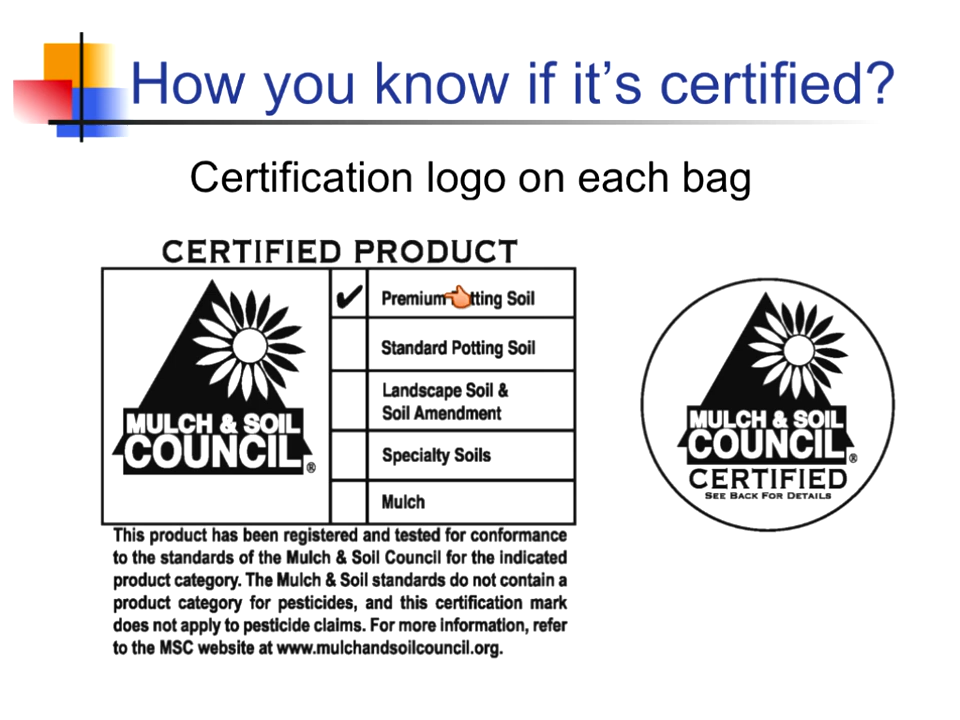 How you know if it’s certified?
Certification logo on each bag
CERTIFIED PRODUCT
MULCH & SOIL
COUNCIL®
✔ Premium tting Soil
Standard Potting Soil
Landscape Soil &
Soil Amendment
Specialty Soils
Mulch
This product has been registered and tested for conformance
to the standards of the Mulch & Soil Council for the indicated
product category. The Mulch & Soil standards do not contain a
product category for pesticides, and this certification mark
does not apply to pesticide claims. For more information, refer
to the MSC website at www.mulchandsoilcouncil.org.
MULCH & SOIL
COUNCIL®
CERTIFIED
SEE BACK FOR DETAILS